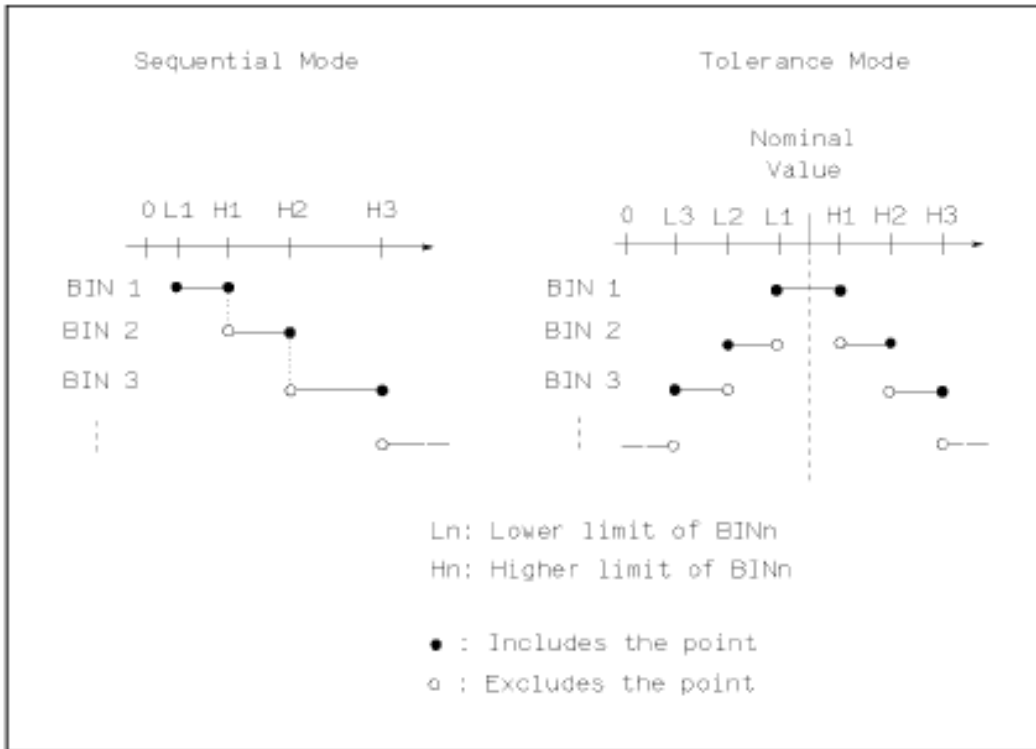 Sequential Mode
0 L1 H1 H2 H3
BIN 1
BIN 2
BIN 3
Tolerance Mode
Nominal
Value
0 L3 L2 L1 H1 H2 H3
BIN 1
BIN 2
BIN 3
Ln: Lower limit of BINn
Hn: Higher limit of BINn
● : Includes the point
○ : Excludes the point